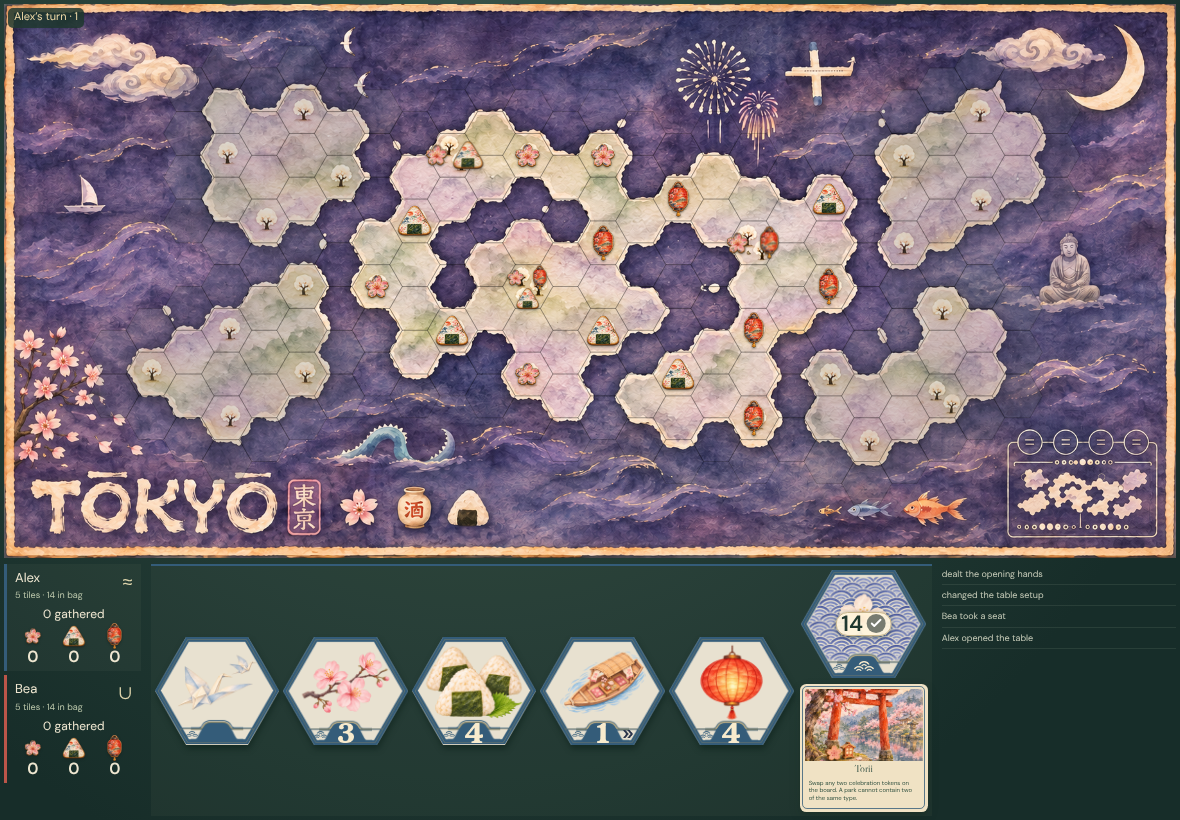 Alex's turn · 1
TŌKYŌ
東京
酒
Alex
5 tiles · 14 in bag
0 gathered
0 0 0
Bea
5 tiles · 14 in bag
0 gathered
0 0 0
3
4
1 »
4
14
Torii
Swap any two celebration tokens on
the board. A park cannot contain two
of the same type.
dealt the opening hands
changed the table setup
Bea took a seat
Alex opened the table